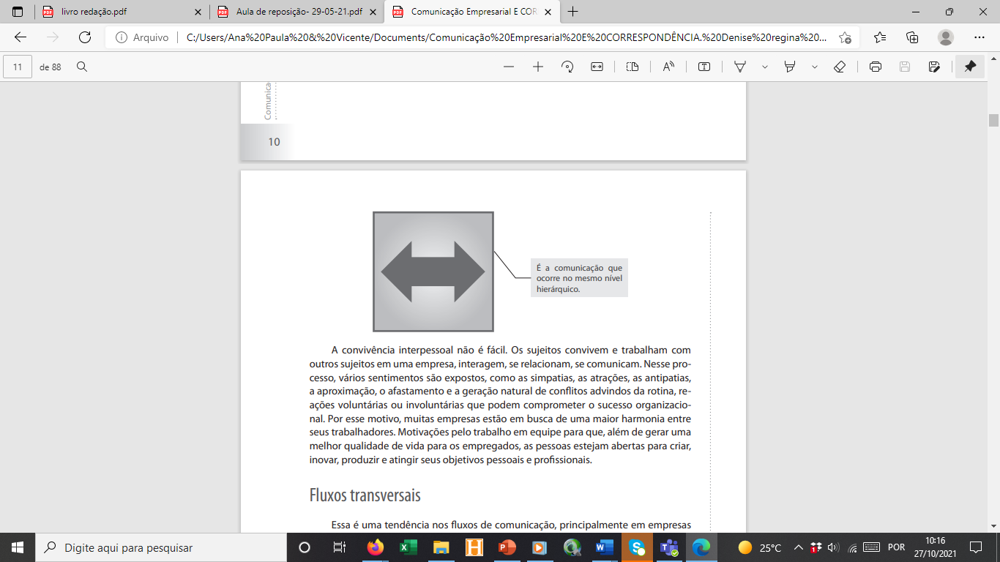 livro redação.pdf
Aula de reposição- 29-05-21.pdf
Comunicação Empresarial E COR
Arquivo
C:/Users/Ana%20Paula%20&%20Vicente/Documents/Comunicação%20Empresarial%20E%20CORRESPONDÊNCIA.%20Denise%20regina%20...
11
de 88
Comunica
10
É a comunicação que
ocorre no mesmo nível
hierárquico.
A convivência interpessoal não é fácil. Os sujeitos convivem e trabalham com
outros sujeitos em uma empresa, interagem, se relacionam, se comunicam. Nesse pro-
cesso, vários sentimentos são expostos, como as simpatias, as atrações, as antipatias,
a aproximação, o afastamento e a geração natural de conflitos advindos da rotina, re-
ações voluntárias ou involuntárias que podem comprometer o sucesso organizacio-
nal. Por esse motivo, muitas empresas estão em busca de uma maior harmonia entre
seus trabalhadores. Motivações pelo trabalho em equipe para que, além de gerar uma
melhor qualidade de vida para os empregados, as pessoas estejam abertas para criar,
inovar, produzir e atingir seus objetivos pessoais e profissionais.
Fluxos transversais
Essa é uma tendência nos fluxos de comunicação, principalmente em empresas
Digite aqui para pesquisar
25°C
POR
10:16
27/10/2021